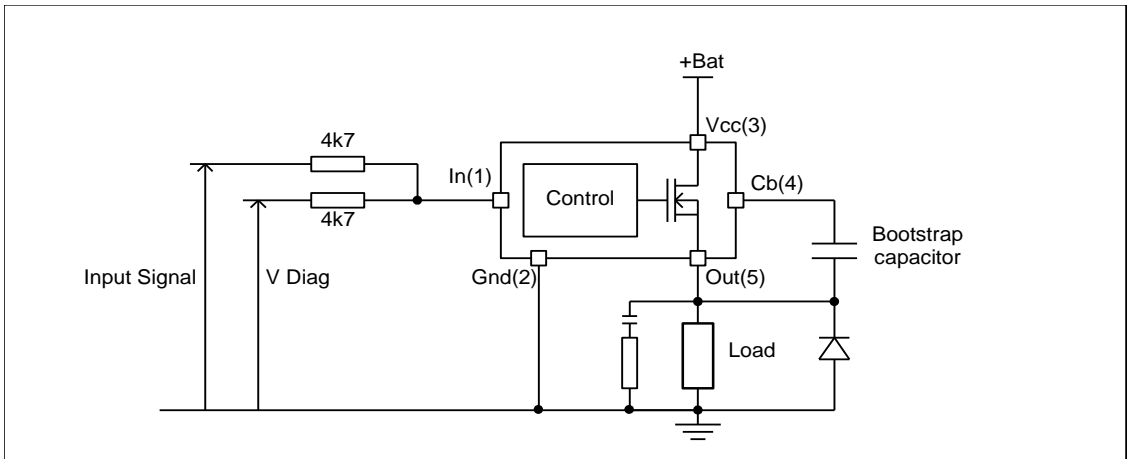 +Bat
Vcc(3)
4k7
In(1)
Control
Cb(4)
4k7
Bootstrap
capacitor
Input Signal
V Diag
Gnd(2)
Out(5)
Load